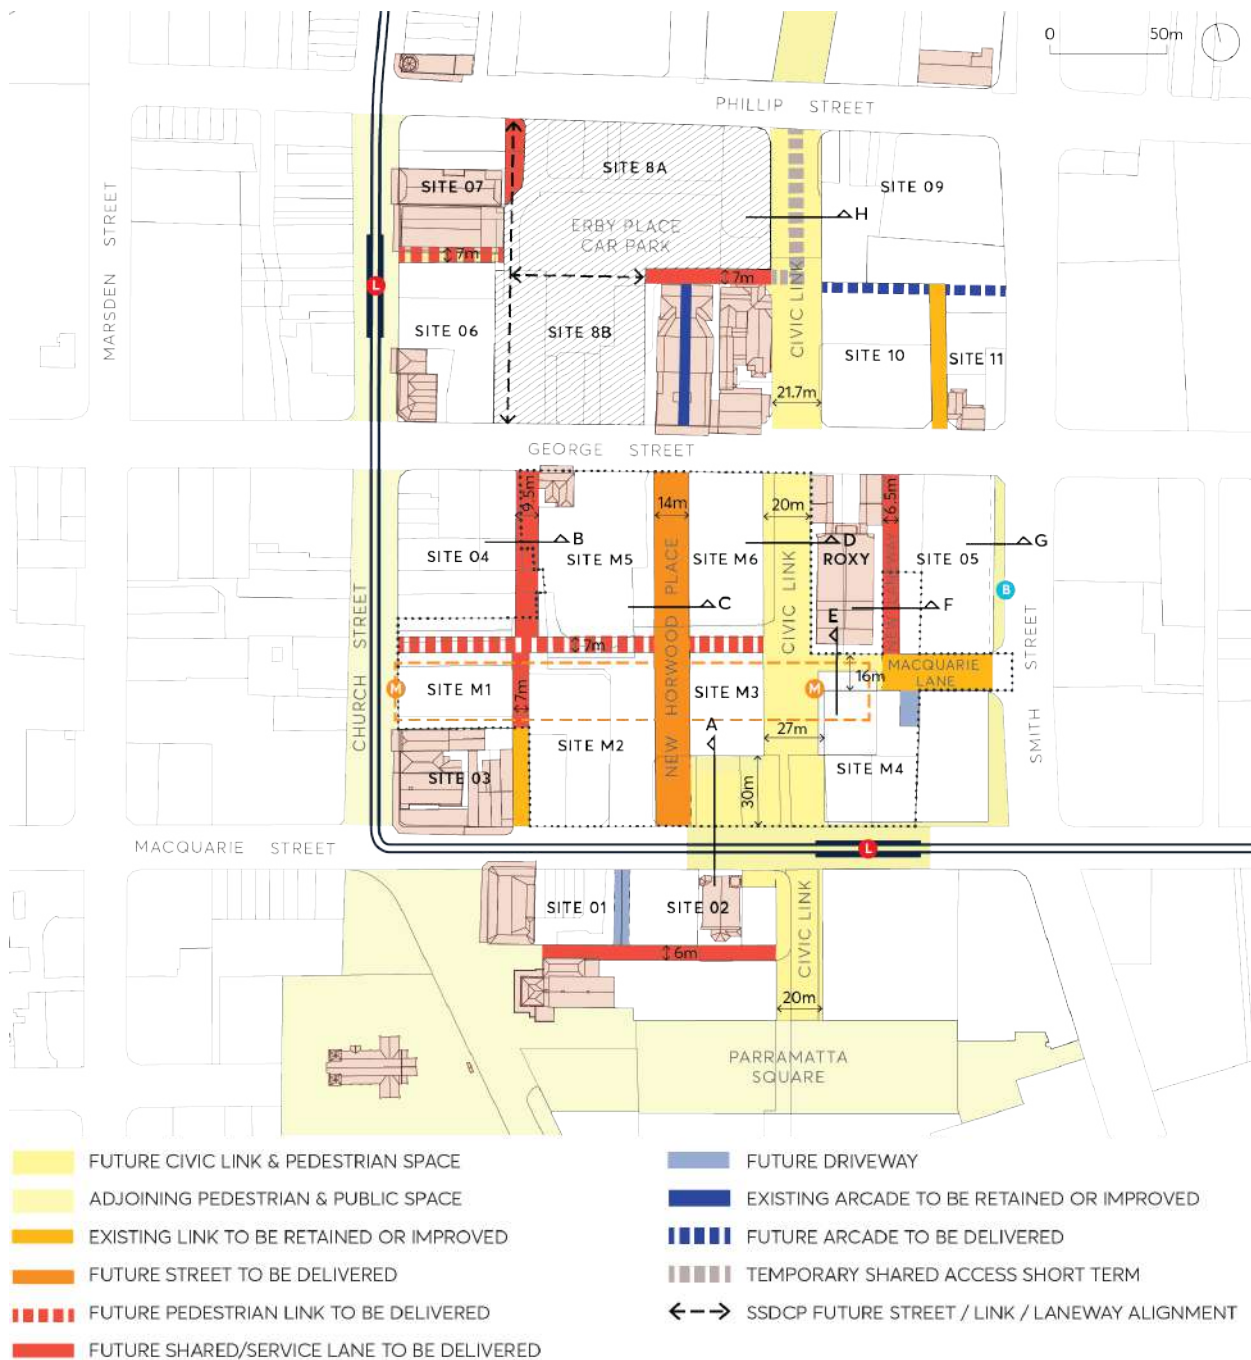 0 50m
PHILLIP STREET
MARSDEN STREET
SITE 8A
SITE 07
SITE 09
H
ERBY PLACE
CAR PARK
7m
7m
L
CIVIC LINK
SITE 06
SITE 8B
SITE 10
SITE 11
21.7m
GEORGE STREET
9.5m
14m
20m
6.5m
B
D
G
SITE 04
SITE M5
SITE M6
ROXY
SITE 05
B
C
F
E
CHURCH STREET
NEW HORWOOD PLACE
CIVIC LINK
NEW LANEWAY
SMITH STREET
7m
16m
MACQUARIE
LANE
M
SITE M1
7m
SITE M3
M
A
27m
SITE M2
SITE M4
SITE 03
30m
MACQUARIE STREET
L
SITE 01
SITE 02
CIVIC LINK
6m
20m
PARRAMATTA
SQUARE
FUTURE CIVIC LINK & PEDESTRIAN SPACE
ADJOINING PEDESTRIAN & PUBLIC SPACE
EXISTING LINK TO BE RETAINED OR IMPROVED
FUTURE STREET TO BE DELIVERED
FUTURE PEDESTRIAN LINK TO BE DELIVERED
FUTURE SHARED/SERVICE LANE TO BE DELIVERED
FUTURE DRIVEWAY
EXISTING ARCADE TO BE RETAINED OR IMPROVED
FUTURE ARCADE TO BE DELIVERED
TEMPORARY SHARED ACCESS SHORT TERM
SSDCP FUTURE STREET / LINK / LANEWAY ALIGNMENT